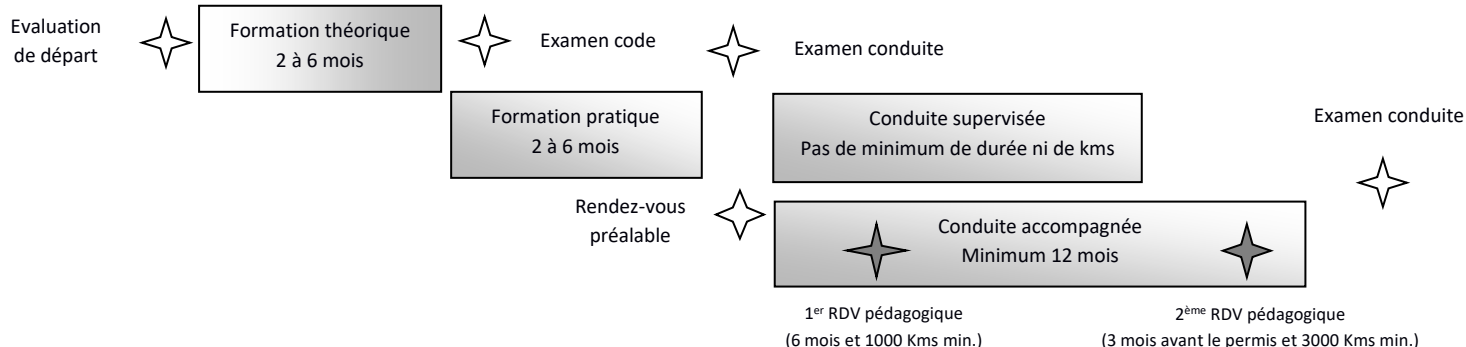 Evaluation
de départ
Formation théorique
2 à 6 mois
Examen code
Examen conduite
Formation pratique
2 à 6 mois
Conduite supervisée
Pas de minimum de durée ni de kms
Examen conduite
Rendez-vous
préalable
Conduite accompagnée
Minimum 12 mois
1er RDV pédagogique
(6 mois et 1000 Kms min.)
2ème RDV pédagogique
(3 mois avant le permis et 3000 Kms min.)